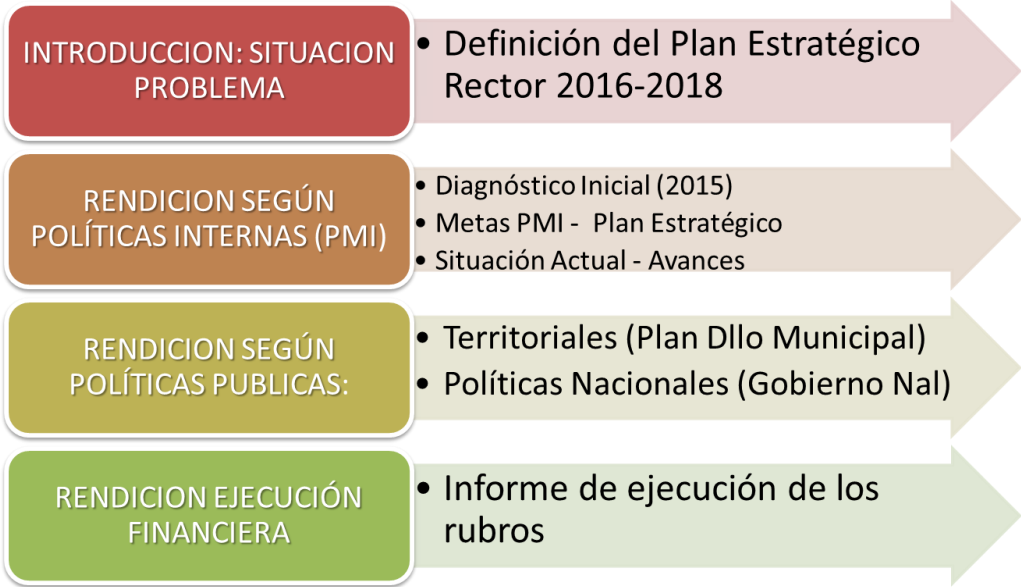 INTRODUCCION: SITUACION
PROBLEMA
• Definición del Plan Estratégico
Rector 2016-2018
RENDICION SEGÚN
POLÍTICAS INTERNAS (PMI)
• Diagnóstico Inicial (2015)
• Metas PMI - Plan Estratégico
• Situación Actual - Avances
RENDICION SEGÚN
POLÍTICAS PUBLICAS:
• Territoriales (Plan Dllo Municipal)
• Políticas Nacionales (Gobierno Nal)
RENDICION EJECUCIÓN
FINANCIERA
• Informe de ejecución de los
rubros